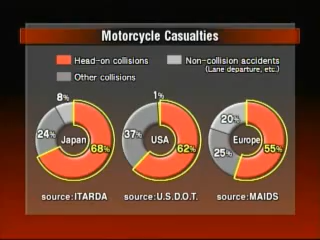 Motorcycle Casualties
Head-on collisions
Non-collision accidents
(Lane departure, etc.)
Other collisions
8%
24%
Japan
68%
1%
37%
USA
62%
20%
25%
Europe
55%
source:ITARDA
source:U.S.D.O.T.
source:MAIDS